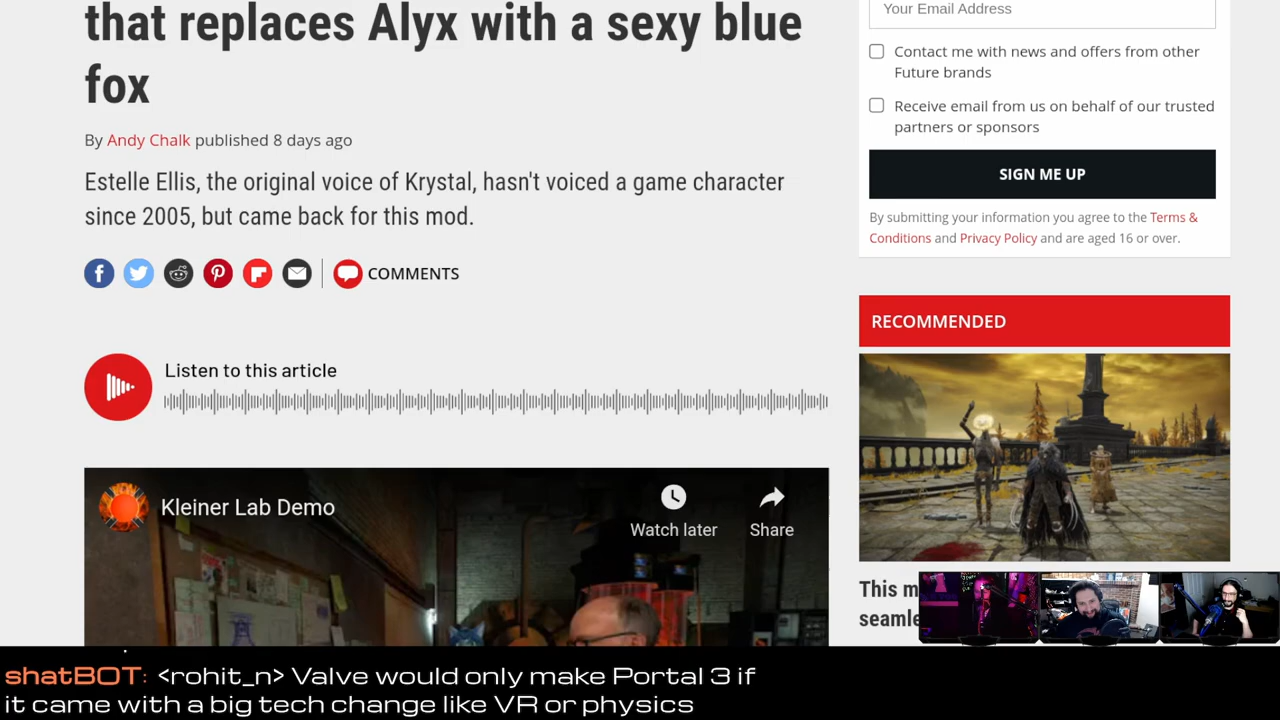 that replaces Alyx with a sexy blue
fox
By Andy Chalk published 8 days ago
Estelle Ellis, the original voice of Krystal, hasn't voiced a game character
since 2005, but came back for this mod.
COMMENTS
Listen to this article
Kleiner Lab Demo
Watch later
Share
Your Email Address
Contact me with news and offers from other
Future brands
Receive email from us on behalf of our trusted
partners or sponsors
SIGN ME UP
By submitting your information you agree to the Terms &
Conditions and Privacy Policy and are aged 16 or over.
RECOMMENDED
This m
seamle
shatBOT: <rohit_n> Valve would only make Portal 3 if
it came with a big tech change like VR or physics